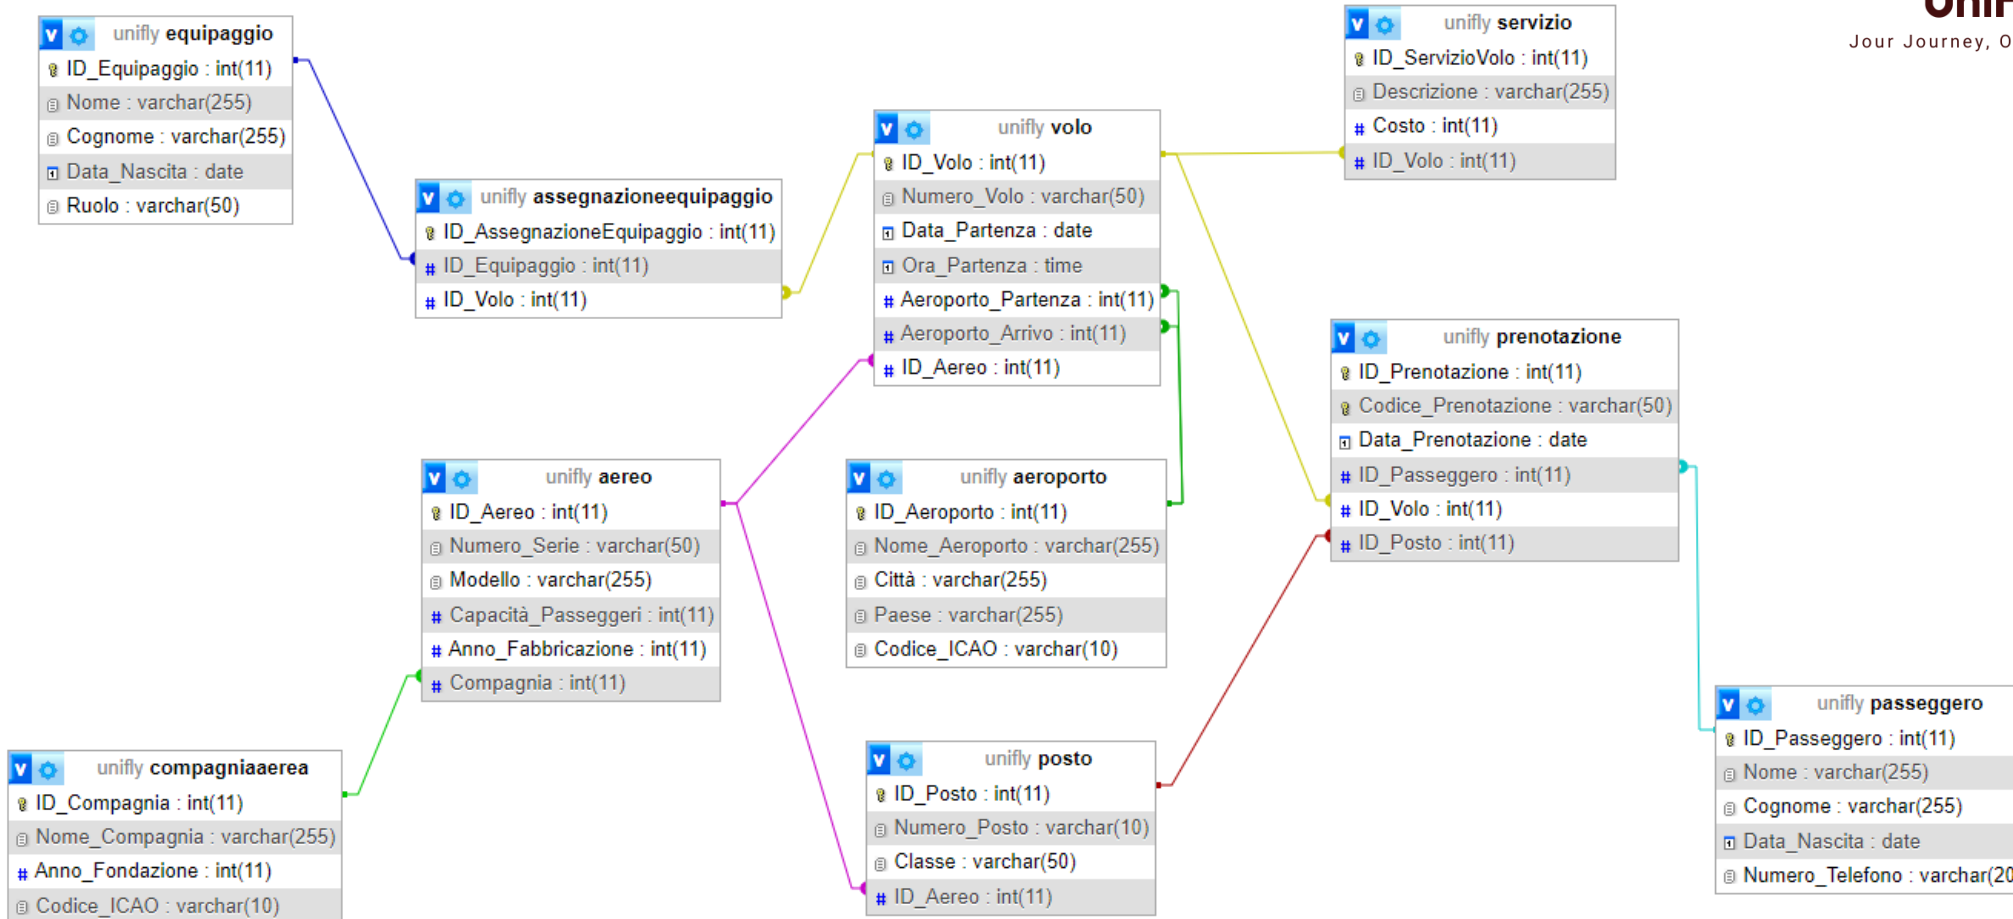 unifly equipaggio
ID_Equipaggio : int(11)
Nome : varchar(255)
Cognome : varchar(255)
Data_Nascita : date
Ruolo : varchar(50)
unifly assegnazioneequipaggio
ID_AssegnazioneEquipaggio : int(11)
ID_Equipaggio : int(11)
ID_Volo : int(11)
unifly volo
ID_Volo : int(11)
Numero_Volo : varchar(50)
Data_Partenza : date
Ora_Partenza : time
Aeroporto_Partenza : int(11)
Aeroporto_Arrivo : int(11)
ID_Aereo : int(11)
unifly servizio
ID_ServizioVolo : int(11)
Descrizione : varchar(255)
Costo : int(11)
ID_Volo : int(11)
Jour Journey, O
unifly prenotazione
ID_Prenotazione : int(11)
Codice_Prenotazione : varchar(50)
Data_Prenotazione : date
ID_Passeggero : int(11)
ID_Volo : int(11)
ID_Posto : int(11)
unifly aereo
ID_Aereo : int(11)
Numero_Serie : varchar(50)
Modello : varchar(255)
Capacità_Passeggeri : int(11)
Anno_Fabbricazione : int(11)
Compagnia : int(11)
unifly aeroporto
ID_Aeroporto : int(11)
Nome_Aeroporto : varchar(255)
Città : varchar(255)
Paese : varchar(255)
Codice_ICAO : varchar(10)
unifly compagniaaerea
ID_Compagnia : int(11)
Nome_Compagnia : varchar(255)
Anno_Fondazione : int(11)
Codice_ICAO : varchar(10)
unifly posto
ID_Posto : int(11)
Numero_Posto : varchar(10)
Classe : varchar(50)
ID_Aereo : int(11)
unifly passeggero
ID_Passeggero : int(11)
Nome : varchar(255)
Cognome : varchar(255)
Data_Nascita : date
Numero_Telefono : varchar(20